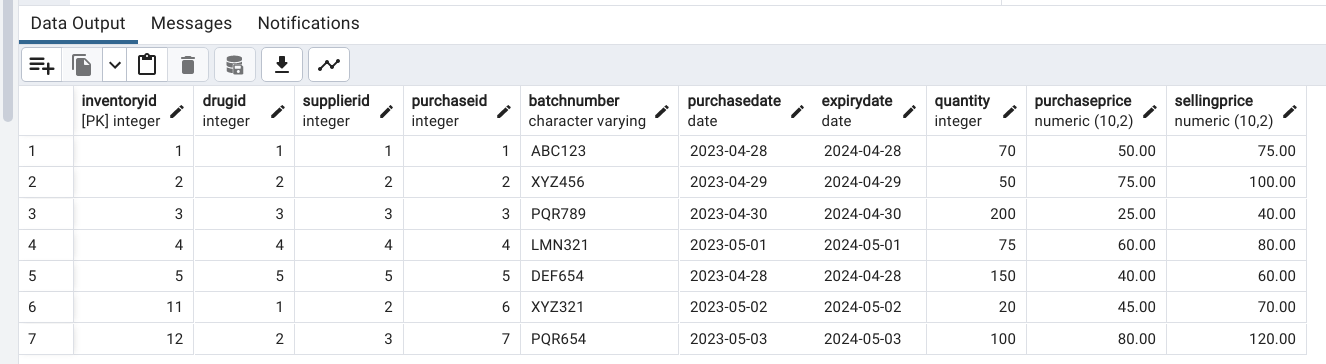 Data Output Messages Notifications
inventoryid drugid supplierid purchaseid batchnumber purchasedate expirydate quantity purchaseprice sellingprice
[PK] integer integer integer integer character varying date date integer numeric (10,2) numeric (10,2)
1 1 1 1 1 ABC123 2023-04-28 2024-04-28 70 50.00 75.00
2 2 2 2 2 XYZ456 2023-04-29 2024-04-29 50 75.00 100.00
3 3 3 3 3 PQR789 2023-04-30 2024-04-30 200 25.00 40.00
4 4 4 4 4 LMN321 2023-05-01 2024-05-01 75 60.00 80.00
5 5 5 5 5 DEF654 2023-04-28 2024-04-28 150 40.00 60.00
6 11 1 2 6 XYZ321 2023-05-02 2024-05-02 20 45.00 70.00
7 12 2 3 7 PQR654 2023-05-03 2024-05-03 100 80.00 120.00